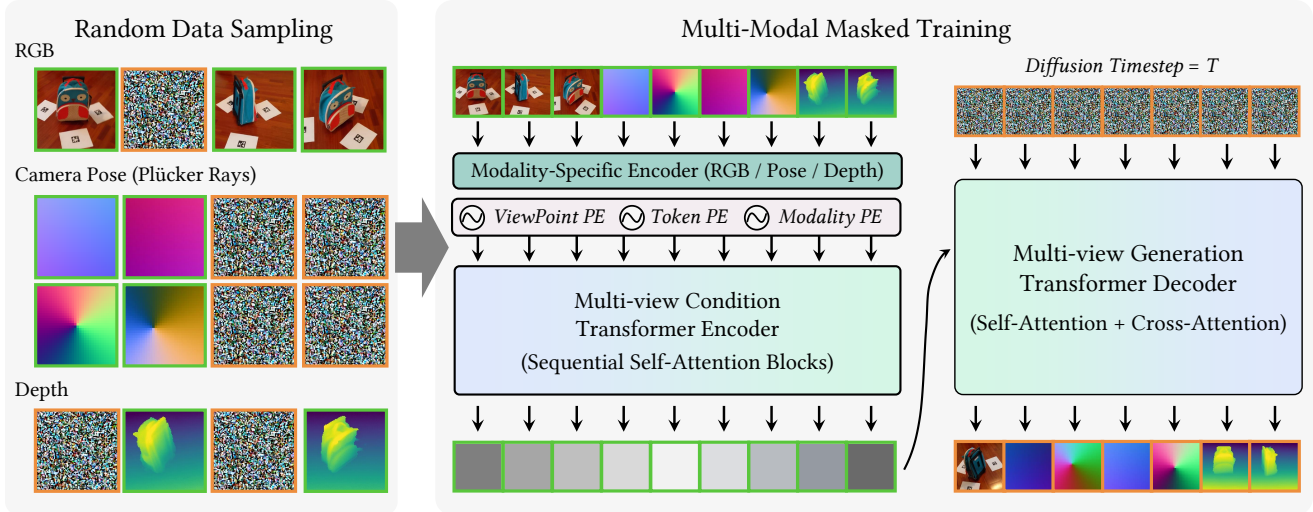 Random Data Sampling
RGB
Camera Pose (Plücker Rays)
Depth
Multi-Modal Masked Training
Modality-Specific Encoder (RGB / Pose / Depth)
ViewPoint PE Token PE Modality PE
Multi-view Condition
Transformer Encoder
(Sequential Self-Attention Blocks)
Diffusion Timestep = T
Multi-view Generation
Transformer Decoder
(Self-Attention + Cross-Attention)